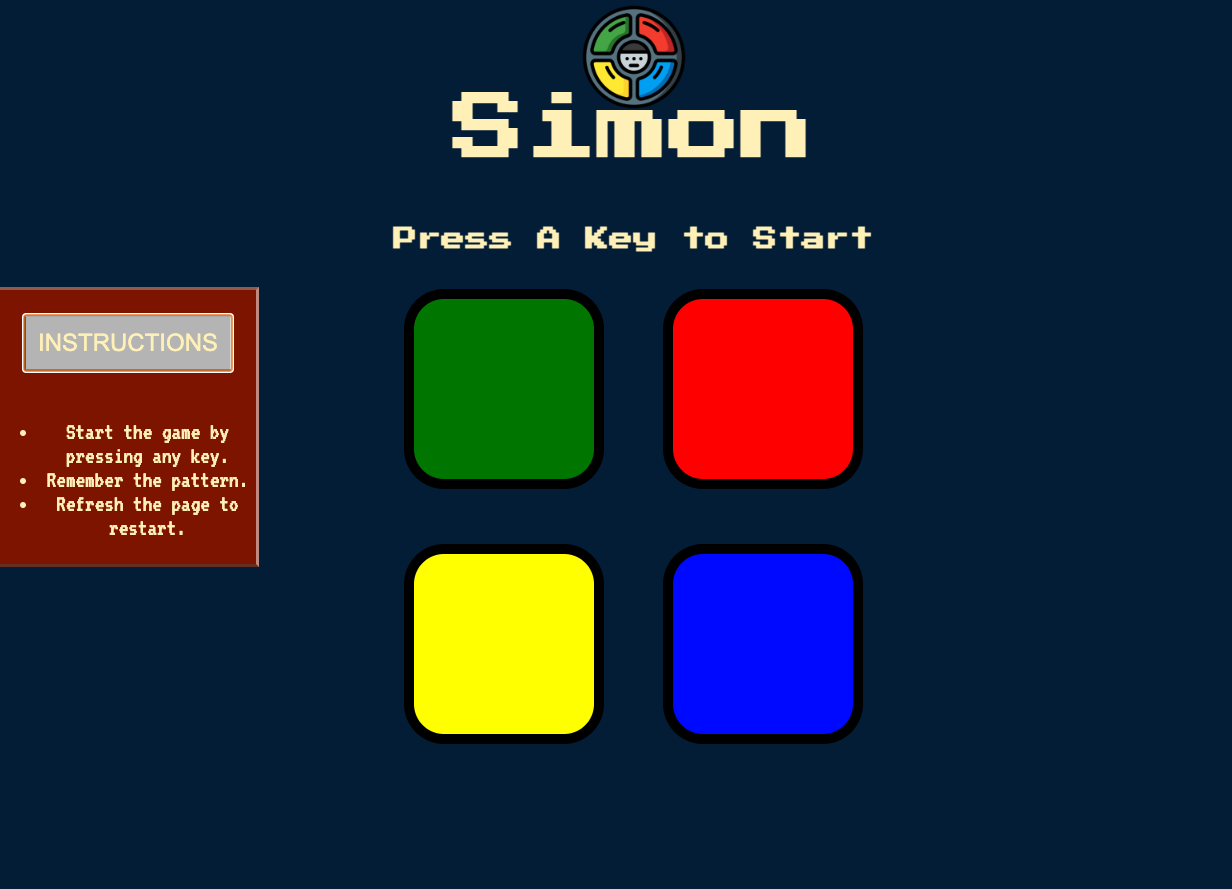 Simon
Press A Key to Start
INSTRUCTIONS
• Start the game by
pressing any key.
• Remember the pattern.
• Refresh the page to
restart.